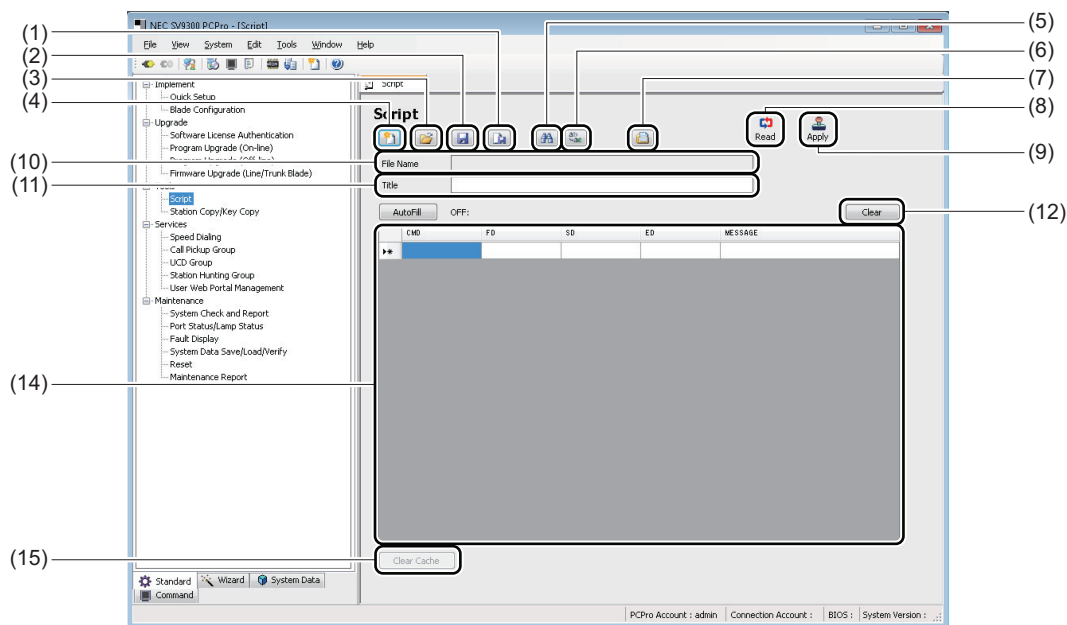 NEC SV9300 PCPro - [Script]
File View System Edit Tools Window Help
(1)
(2)
(3)
(4)
(5)
(6)
(7)
(8)
(9)
(10)
(11)
(12)
(14)
(15)
Implement
Quick Setup
Blade Configuration
Upgrade
Software License Authentication
Program Upgrade (On-line)
Program Upgrade (Off-line)
Firmware Upgrade (Line/Trunk Blade)
Tools
Script
Station Copy/Key Copy
Services
Speed Dialing
Call Pickup Group
UCD Group
Station Hunting Group
User Web Portal Management
Maintenance
System Check and Report
Port Status/Lamp Status
Fault Display
System Data Save/Load/Verify
Reset
Maintenance Report
Standard Wizard System Data
Command
Script
Script
Read Apply
File Name
Title
AutoFill OFF: Clear
CMD FD SD ED MESSAGE
Clear Cache
PCPro Account : admin Connection Account : BIOS : System Version :